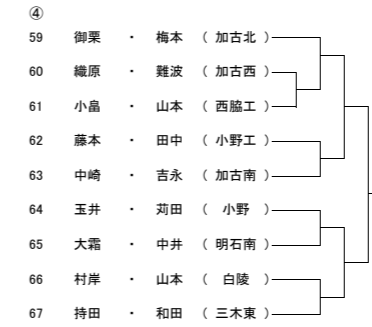 ④
59 御栗 ・ 梅本 ( 加古北 )
60 織原 ・ 難波 ( 加古西 )
61 小畠 ・ 山本 ( 西脇工 )
62 藤本 ・ 田中 ( 小野工 )
63 中崎 ・ 吉永 ( 加古南 )
64 玉井 ・ 苅田 ( 小野 )
65 大霜 ・ 中井 ( 明石南 )
66 村岸 ・ 山本 ( 白陵 )
67 持田 ・ 和田 ( 三木東 )